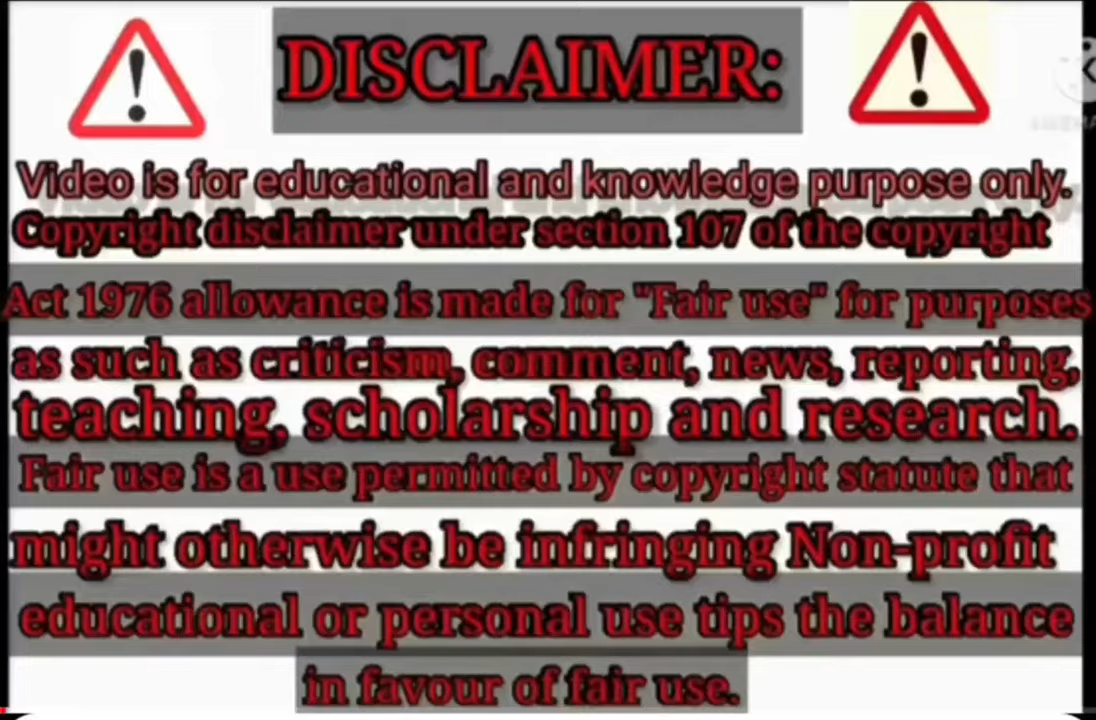 DISCLAIMER:
Video is for educational and knowledge purpose only.
Copyright disclaimer under section 107 of the copyright
Act 1976 allowance is made for "Fair use" for purposes
as such as criticism, comment, news, reporting,
teaching, scholarship and research.
Fair use is a use permitted by copyright statute that
might otherwise be infringing Non-profit
educational or personal use tips the balance
in favour of fair use.